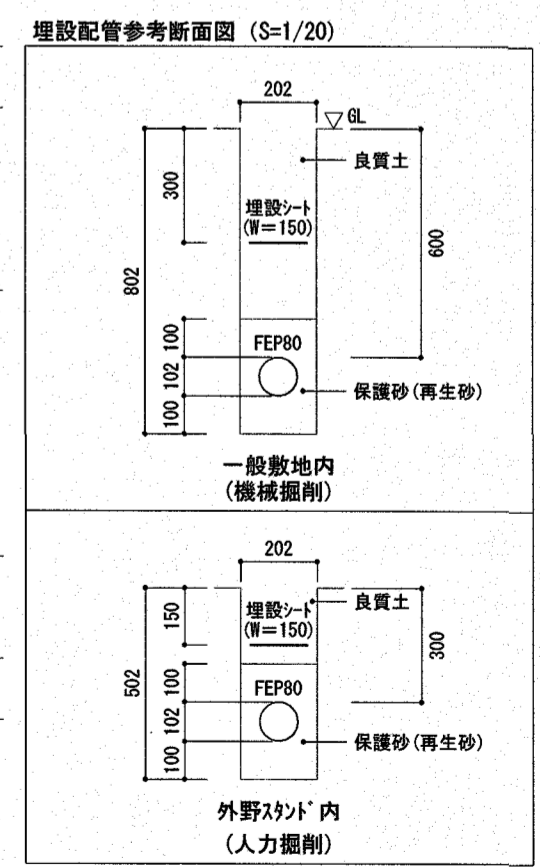 埋設配管参考断面図 (S=1/20)
202
GL
良質土
300
埋設シート
(W=150)
600
802
100
FEP80
102
保護砂(再生砂)
100
一般敷地内
(機械掘削)
202
良質土
150
埋設シート
(W=150)
300
502
100
FEP80
102
保護砂(再生砂)
100
外野スタンド内
(人力掘削)